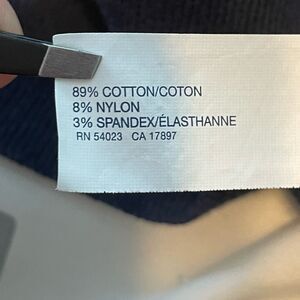 89% COTTON/COTON
8% NYLON
3% SPANDEX/ÉLASTHANNE
RN 54023 CA 17897